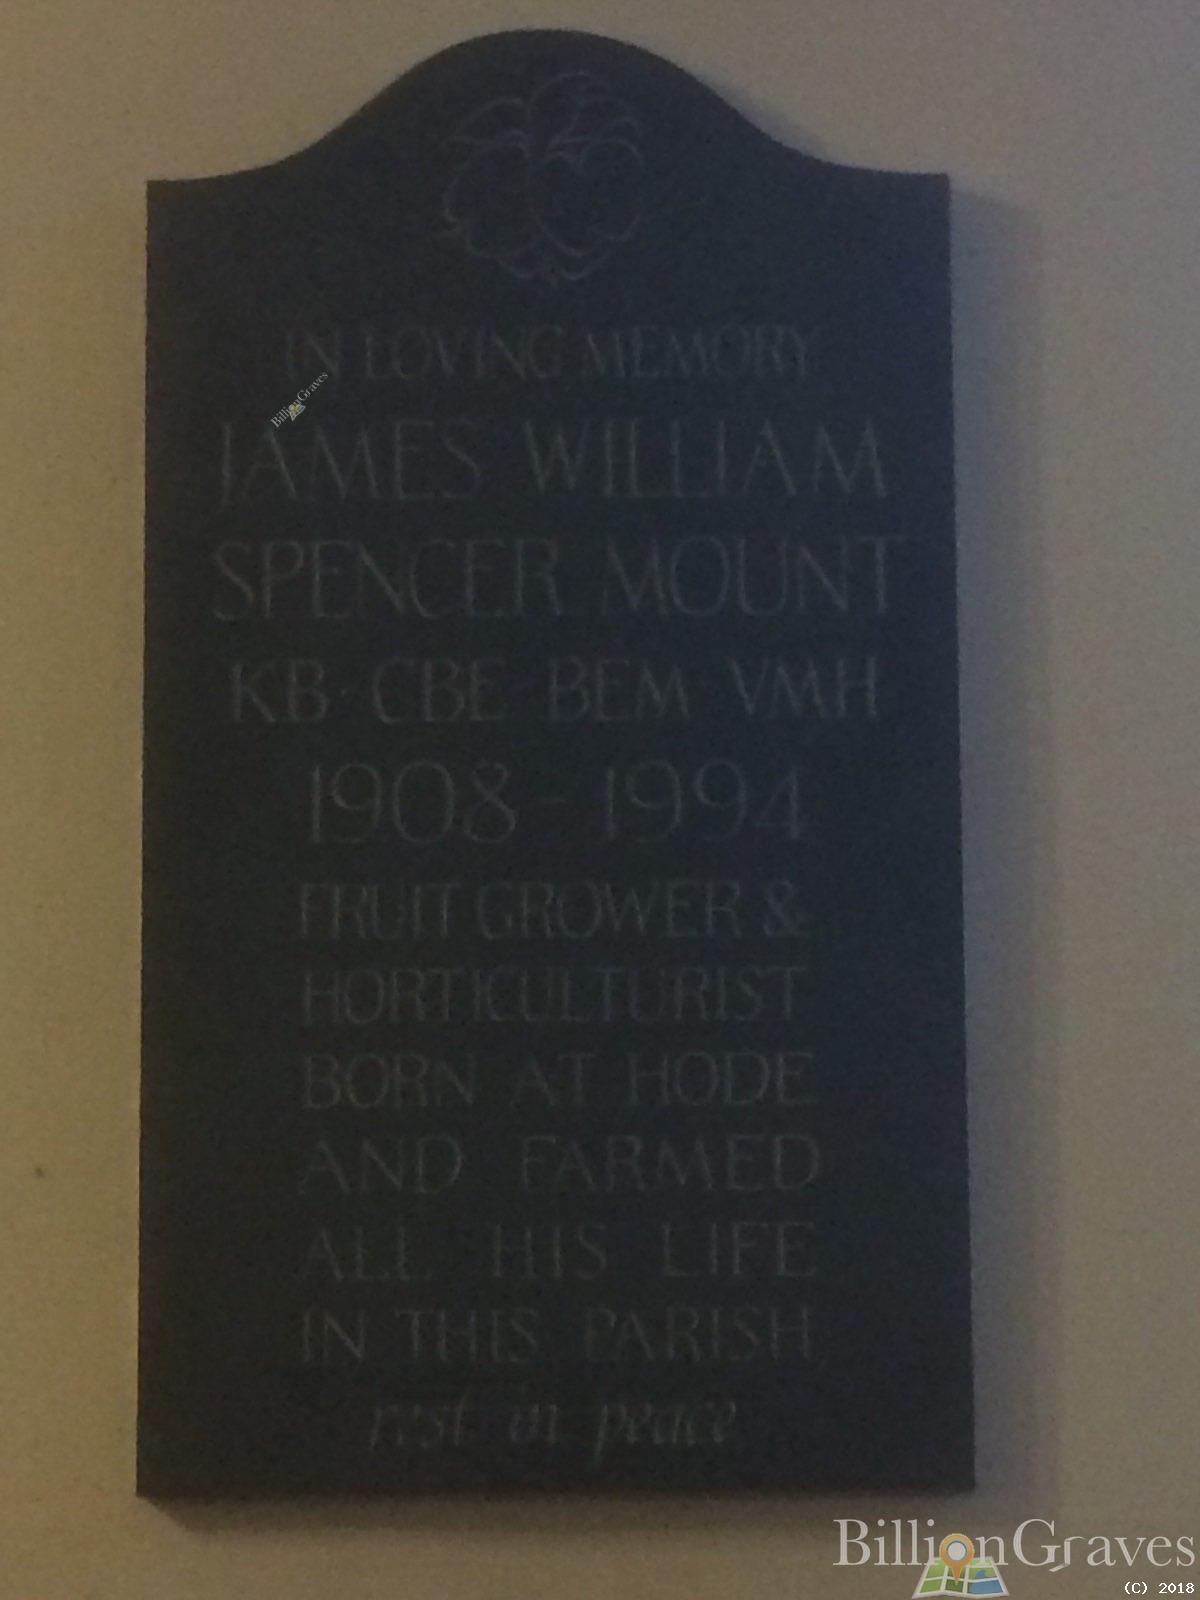 IN LOVING MEMORY
BillionGraves
JAMES WILLIAM
SPENCER MOUNT
KB · CBE · BEM VMH
1908 - 1994
FRUIT GROWER &
HORTICULTURIST
BORN AT HODE
AND FARMED
ALL HIS LIFE
IN THIS PARISH
rest in peace
BillionGraves
(C) 2018